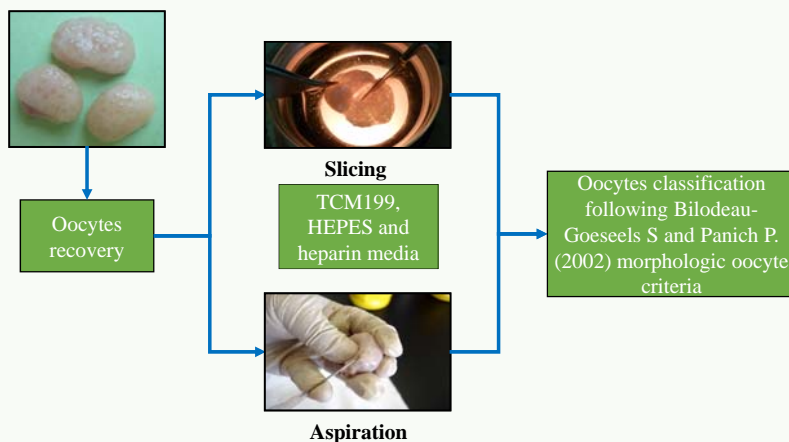 Oocytes
recovery
Slicing
TCM199,
HEPES and
heparin media
Aspiration
Oocytes classification
following Bilodeau-
Goeseels S and Panich P.
(2002) morphologic oocyte
criteria